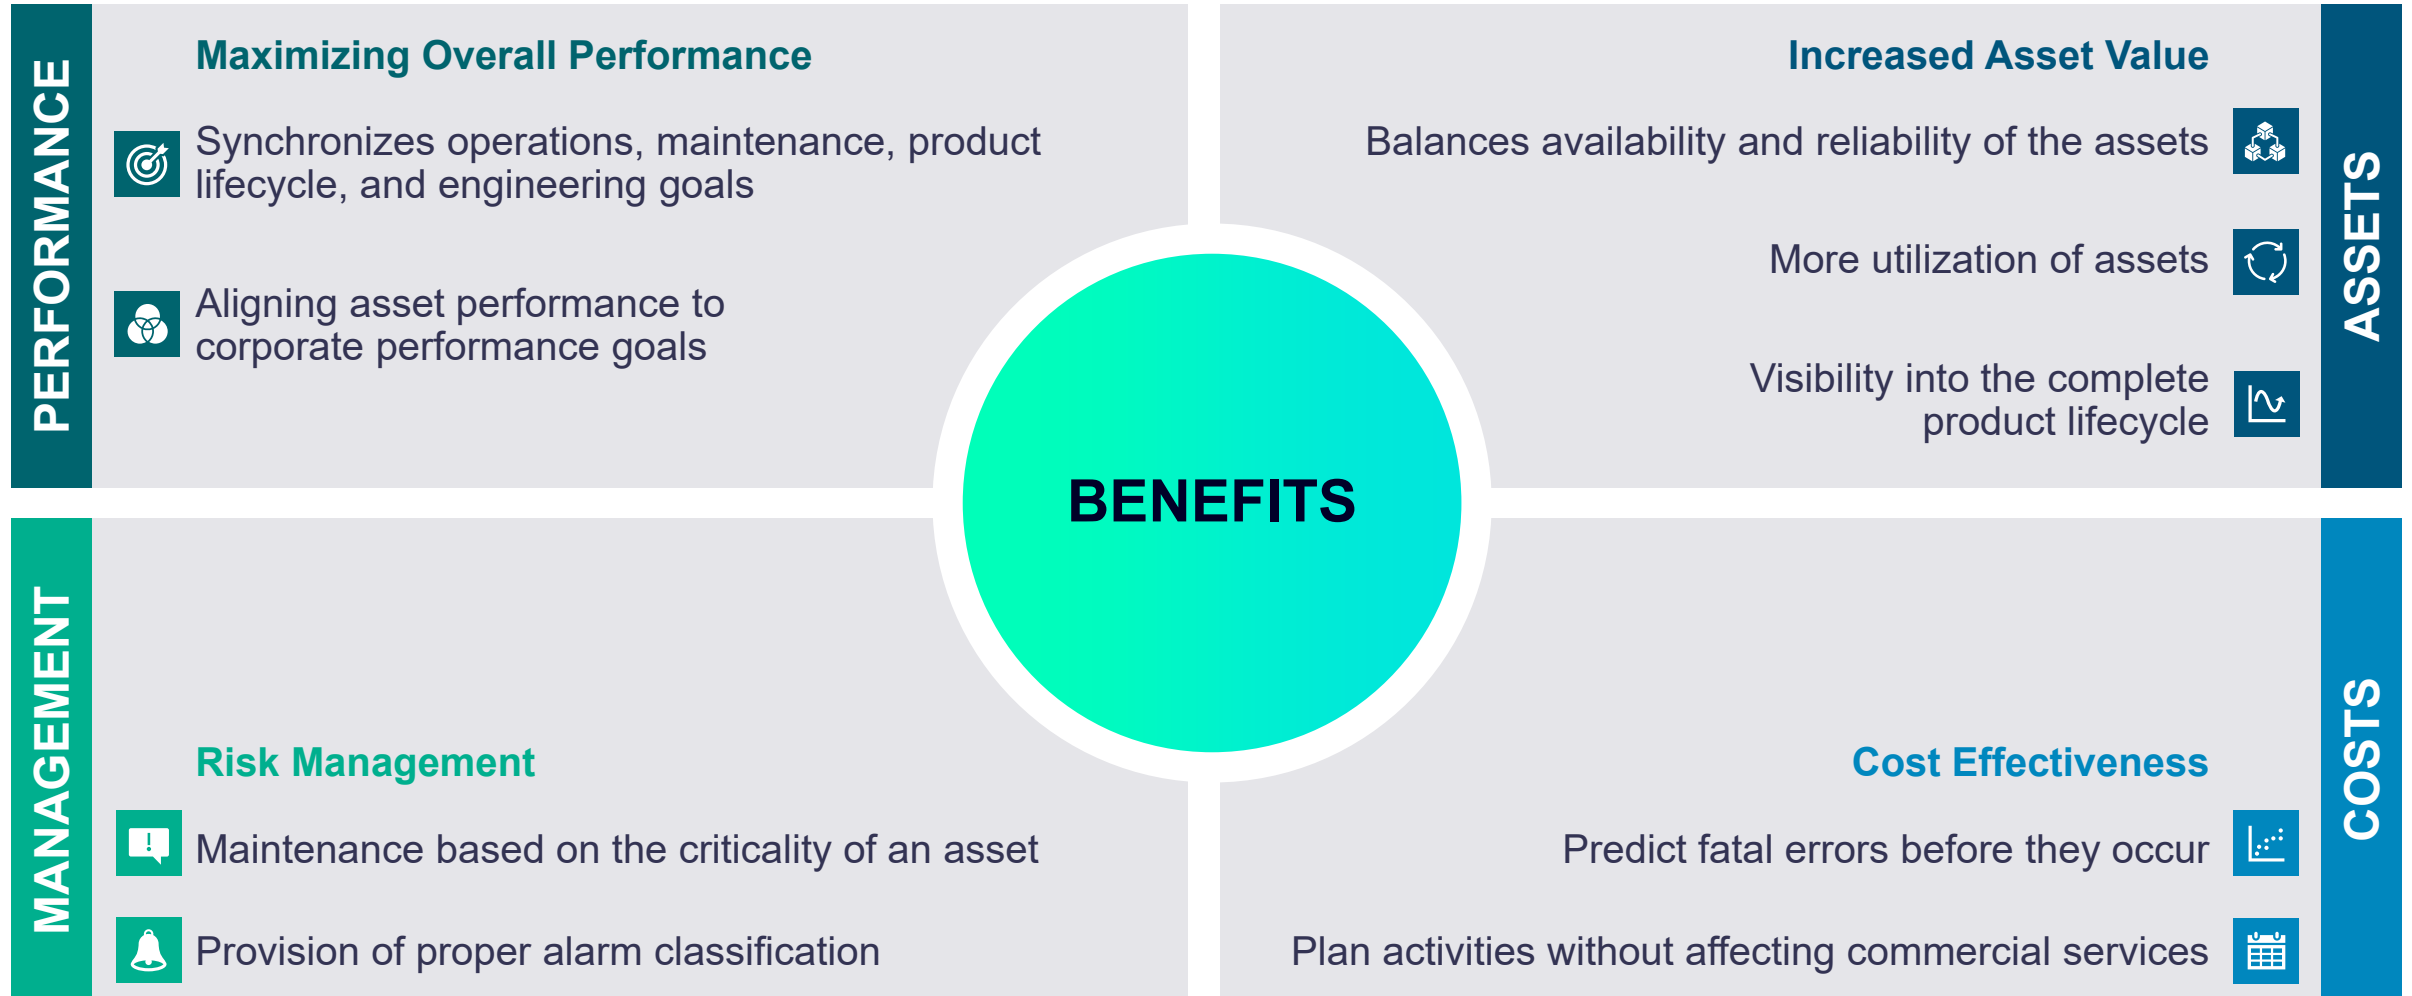 PERFORMANCE
Maximizing Overall Performance
Synchronizes operations, maintenance, product
lifecycle, and engineering goals
Aligning asset performance to
corporate performance goals
Increased Asset Value
Balances availability and reliability of the assets
More utilization of assets
Visibility into the complete
product lifecycle
ASSETS
BENEFITS
MANAGEMENT
Risk Management
Maintenance based on the criticality of an asset
Provision of proper alarm classification
Cost Effectiveness
Predict fatal errors before they occur
Plan activities without affecting commercial services
COSTS